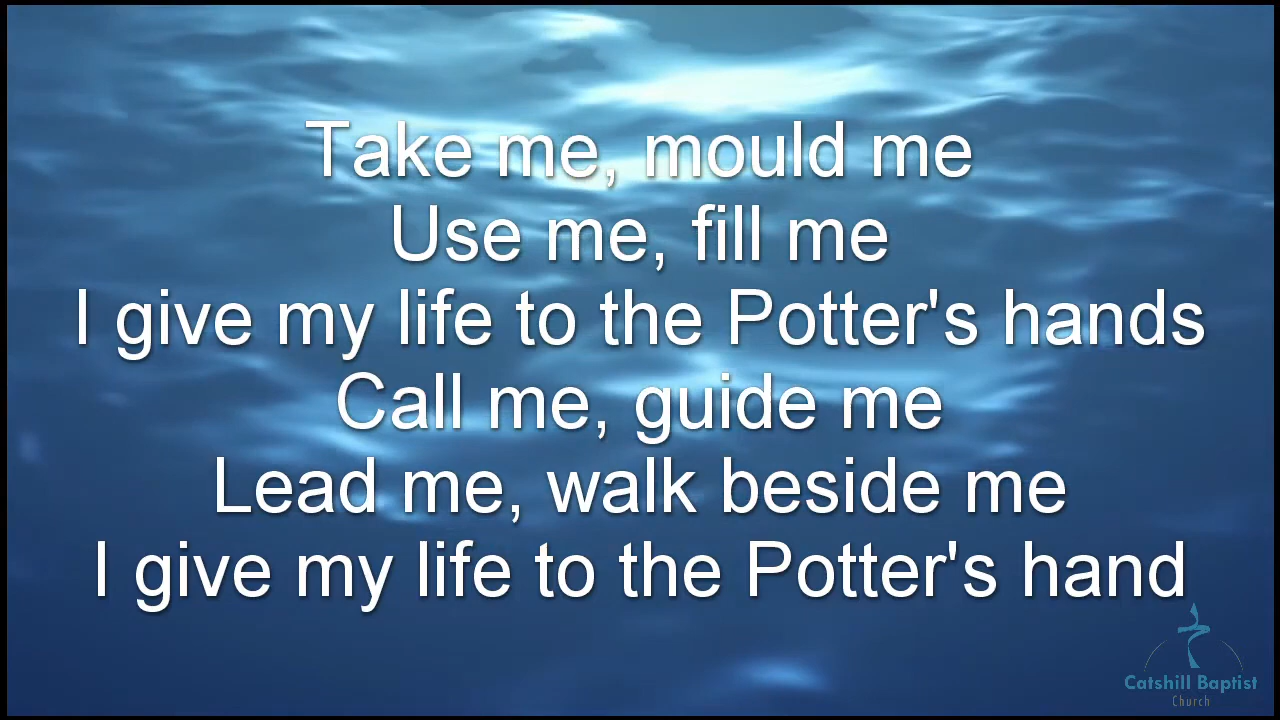 Take me, mould me
Use me, fill me
I give my life to the Potter's hands
Call me, guide me
Lead me, walk beside me
I give my life to the Potter's hand
Catshill Baptist
Church